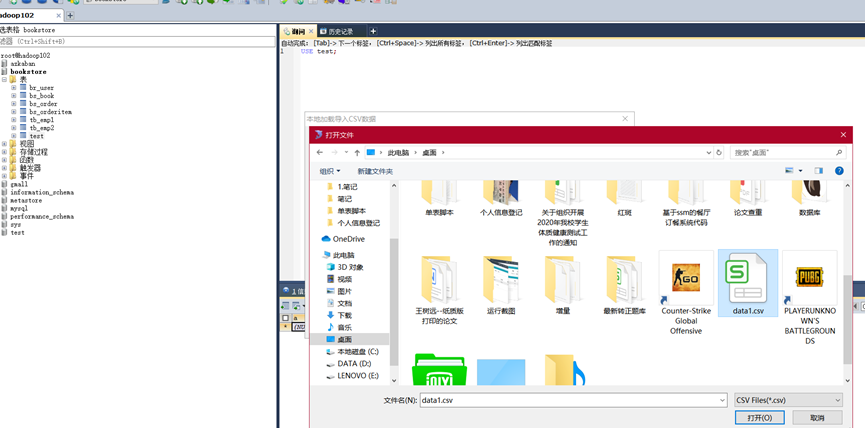 adoop102
选表格 bookstore
滤器 (Ctrl+Shift+B)
root@hadoop102
azkaban
bookstore
表
br_user
bs_book
bs_order
bs_orderitem
tb_emp1
tb_emp2
test
视图
存储过程
函数
触发器
事件
gmall
information_schema
metastore
mysql
performance_schema
sys
test
询问
历史记录
自动完成: [Tab]-> 下一个标签, [Ctrl+Space]-> 列出所有标签, [Ctrl+Enter]-> 列出匹配标签
1 USE test;
本地加载导入CSV数据
打开文件
此电脑 › 桌面 ›
搜索"桌面"
组织
新建文件夹
1.笔记
笔记
单表脚本
个人信息登记
OneDrive
此电脑
3D 对象
视频
图片
文档
下载
音乐
桌面
本地磁盘 (C:)
DATA (D:)
LENOVO (E:)
单表脚本
个人信息登记
关于组织开展
2020年我校学生
体质健康测试工
作的通知
红斑
基于ssm的餐厅
订餐系统代码
论文查重
数据库
王树远--纸质版
打印的论文
运行截图
增量
最新转正题库
Counter-Strike
Global
Offensive
data1.csv
PLAYERUNKNOW
N'S
BATTLEGROUN
DS
文件名(N):
data1.csv
CSV Files(*.csv)
打开(O)
取消